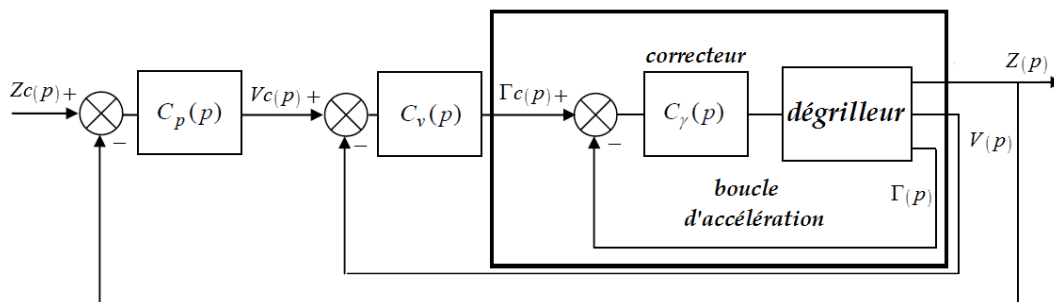 correcteur
Zc(p) +
−
C_p(p)
Vc(p) +
−
C_v(p)
Γc(p) +
−
C_γ(p)
dégrilleur
Z(p)
V(p)
Γ(p)
boucle
d'accélération